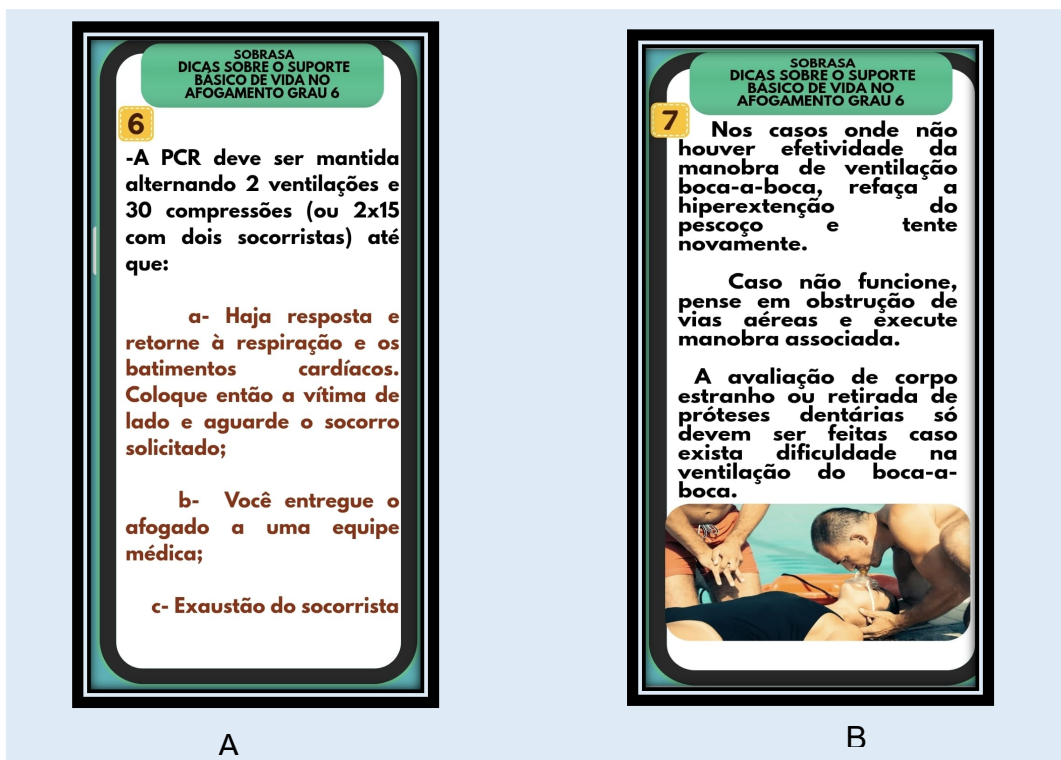 SOBRASA
DICAS SOBRE O SUPORTE
BÁSICO DE VIDA NO
AFOGAMENTO GRAU 6
6
-A PCR deve ser mantida
alternando 2 ventilações e
30 compressões (ou 2x15
com dois socorristas) até
que:
a- Haja resposta e
retorne à respiração e os
batimentos cardíacos.
Coloque então a vítima de
lado e aguarde o socorro
solicitado;
b- Você entregue o
afogado a uma equipe
médica;
c- Exaustão do socorrista
A
SOBRASA
DICAS SOBRE O SUPORTE
BÁSICO DE VIDA NO
AFOGAMENTO GRAU 6
7
Nos casos onde não
houver efetividade da
manobra de ventilação
boca-a-boca, refaça a
hiperextenção do
pescoço e tente
novamente.
Caso não funcione,
pense em obstrução de
vias aéreas e execute
manobra associada.
A avaliação de corpo
estranho ou retirada de
próteses dentárias só
devem ser feitas caso
exista dificuldade na
ventilação do boca-a-
boca.
B